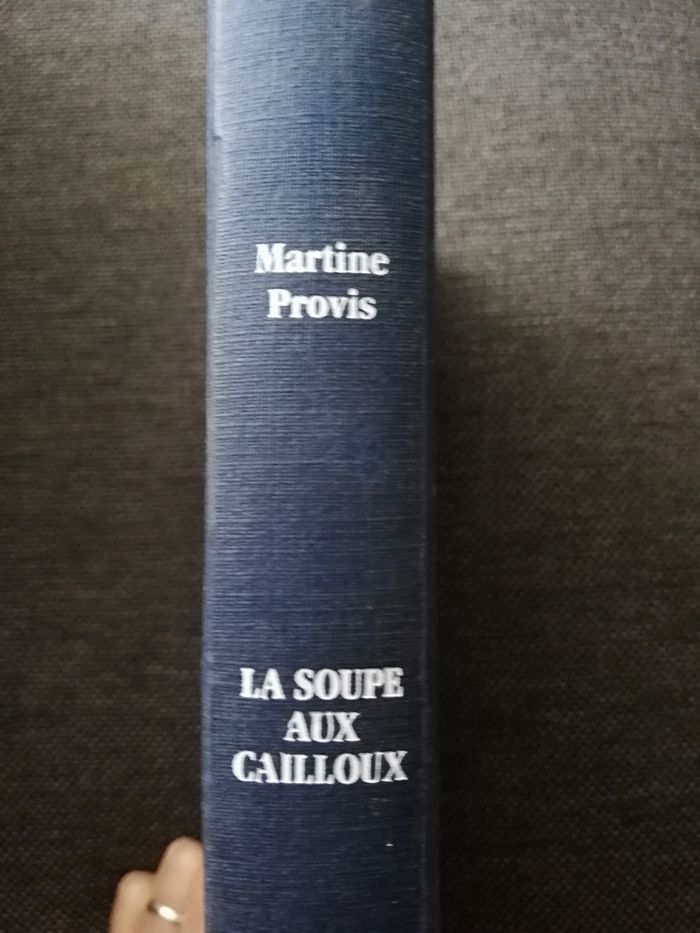 Martine
Provis
LA SOUPE
AUX
CAILLOUX